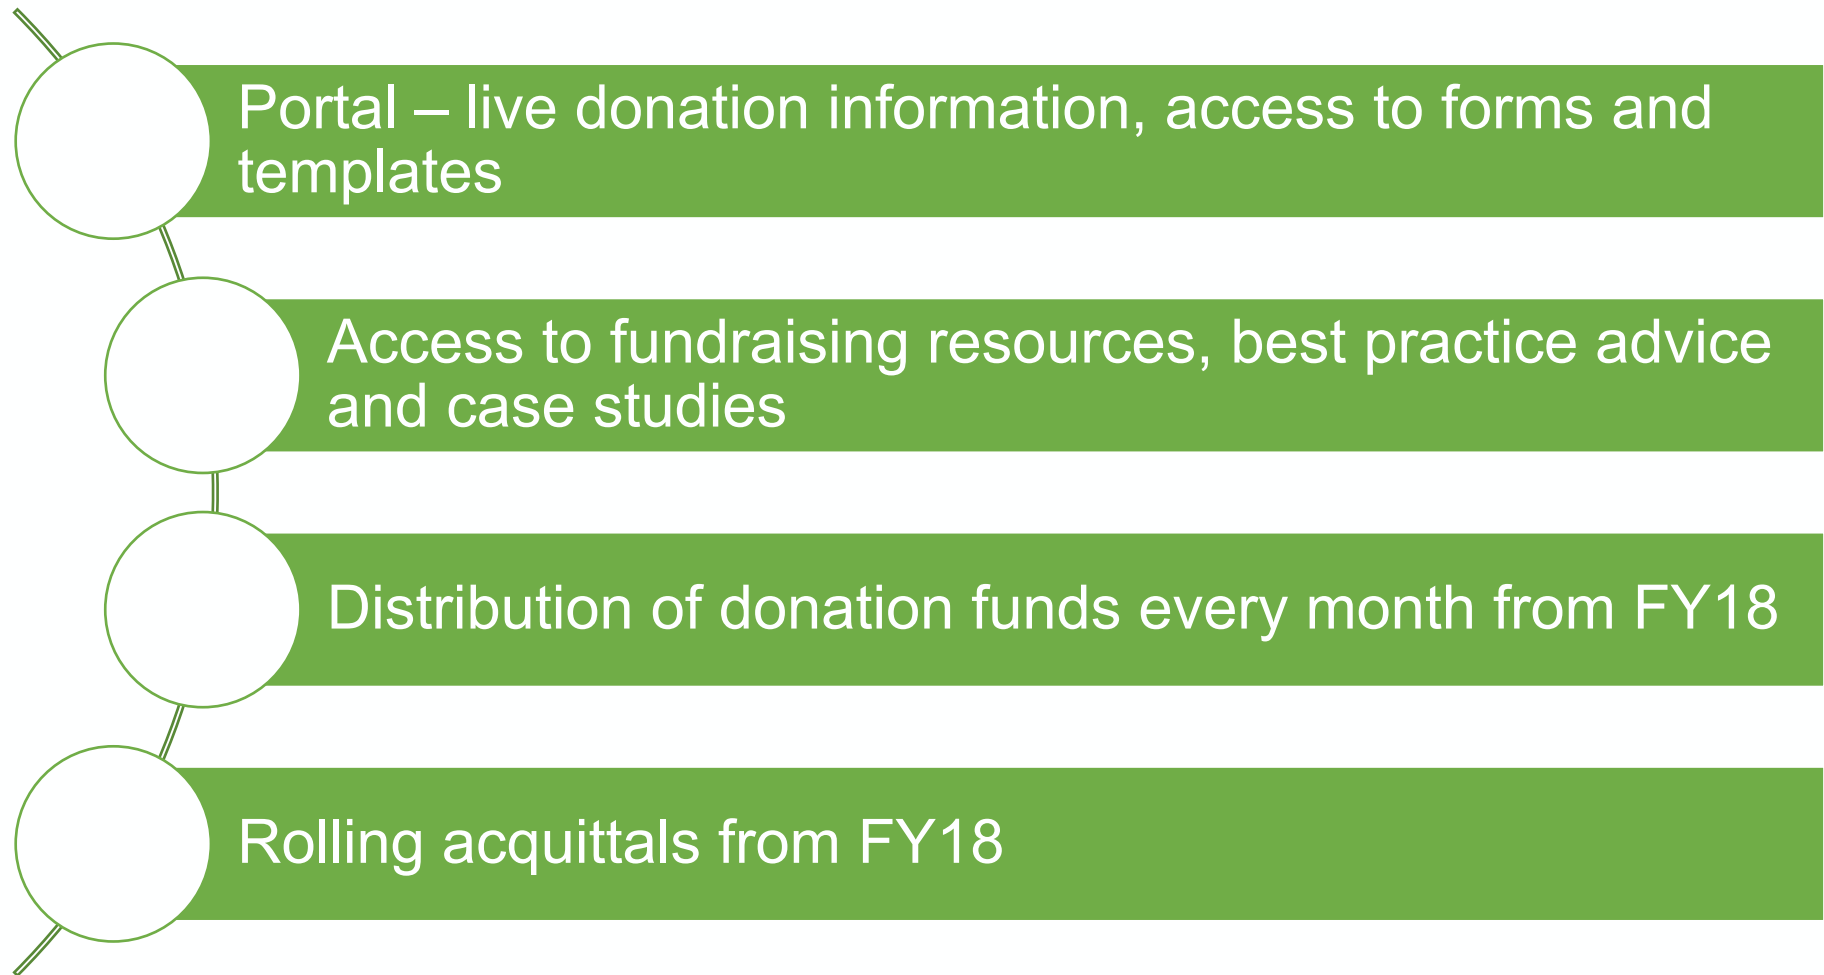 Portal – live donation information, access to forms and
templates
Access to fundraising resources, best practice advice
and case studies
Distribution of donation funds every month from FY18
Rolling acquittals from FY18